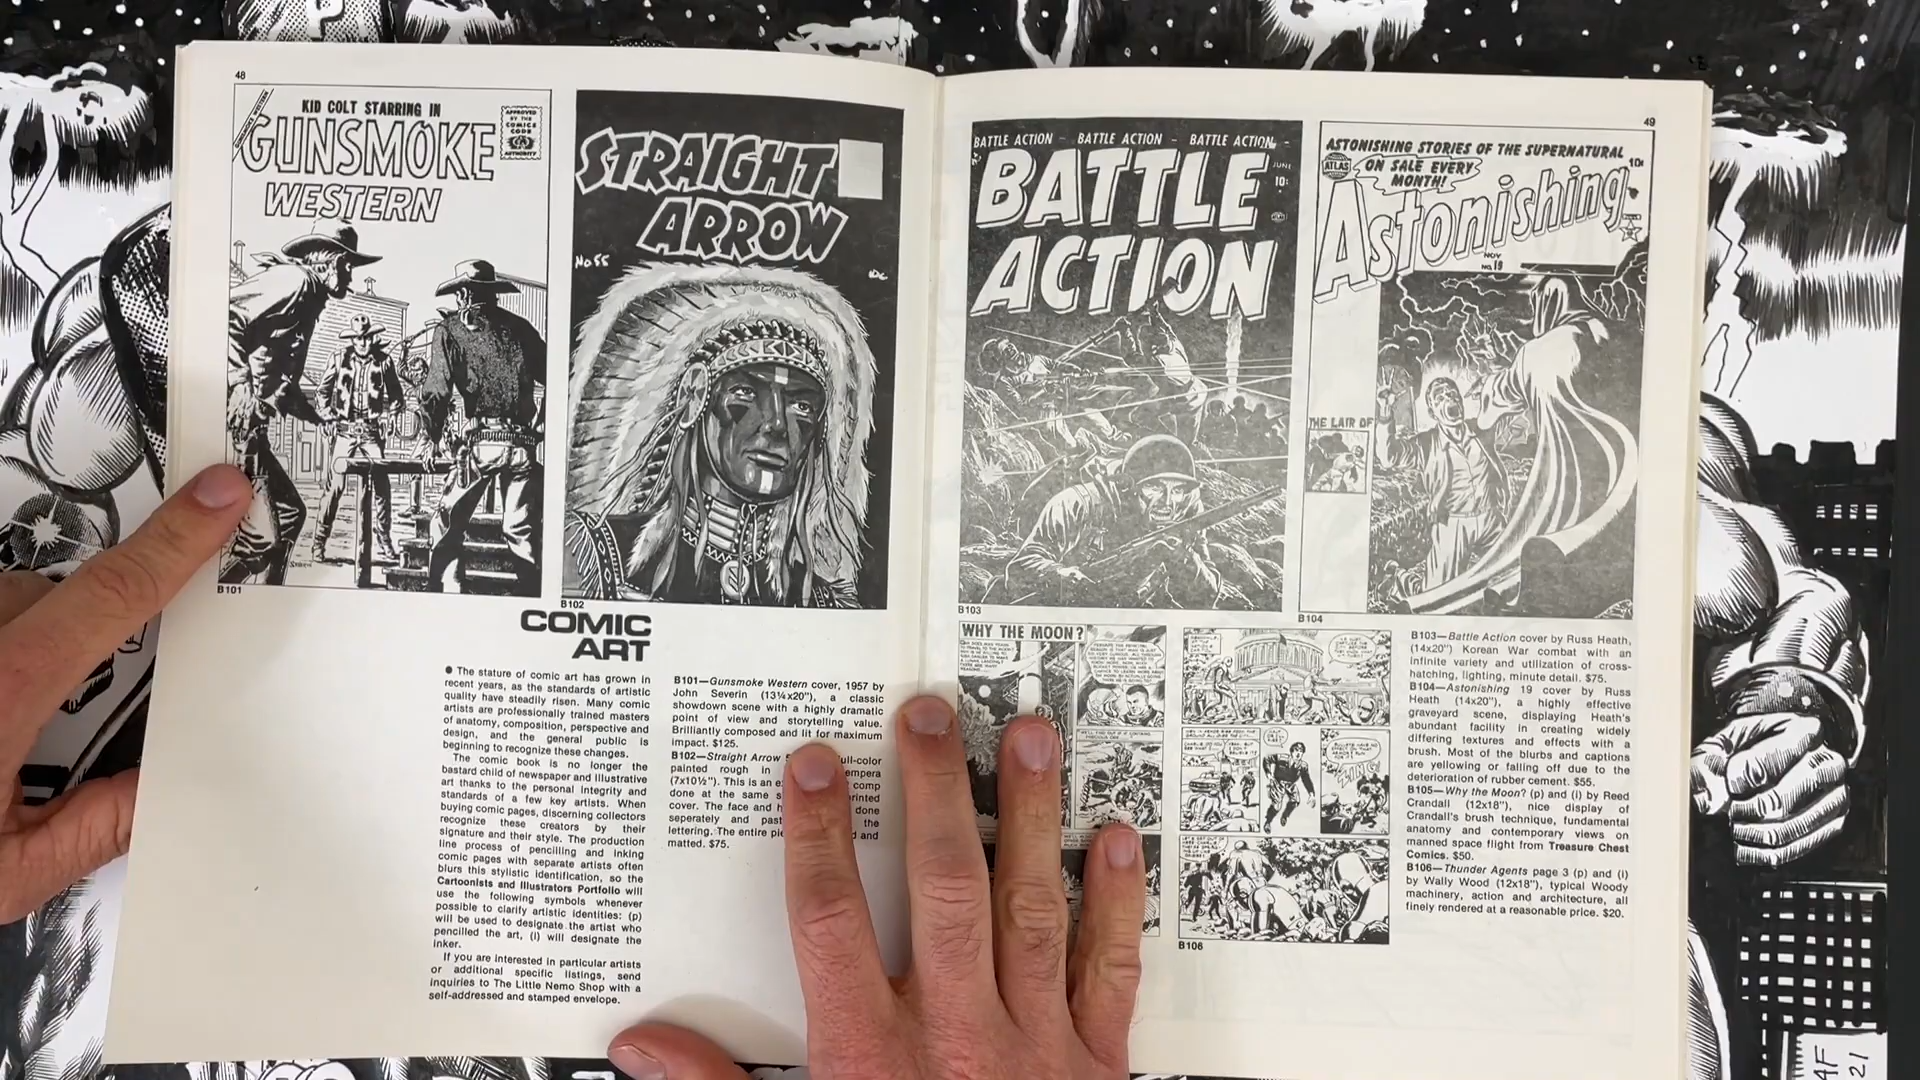 48
KID COLT STARRING IN
GUNSMOKE
WESTERN
APPROVED
BY THE
COMICS
CODE
AUTHORITY
B101
STRAIGHT
ARROW
No 55
10¢
B102
COMIC
ART
● The stature of comic art has grown in
recent years, as the standards of artistic
quality have steadily risen. Many comic
artists are professionally trained masters
of anatomy, composition, perspective and
design, and the general public is
beginning to recognize these changes.
The comic book is no longer the
bastard child of newspaper and illustrative
art thanks to the personal integrity and
standards of a few key artists. When
buying comic pages, discerning collectors
recognize these creators by their
signature and their style. The production
line process of pencilling and inking
comic pages with separate artists often
blurs this stylistic identification, so the
Cartoonists and Illustrators Portfolio will
use the following symbols whenever
possible to clarify artistic identities: (p)
will be used to designate the artist who
pencilled the art, (i) will designate the
inker.
If you are interested in particular artists
or additional specific listings, send
inquiries to The Little Nemo Shop with a
self-addressed and stamped envelope.
B101—Gunsmoke Western cover, 1957 by
John Severin (13¼x20"), a classic
showdown scene with a highly dramatic
point of view and storytelling value.
Brilliantly composed and lit for maximum
impact. $125.
B102—Straight Arrow full-color
painted rough in tempera
(7x10½"). This is an comp
done at the same printed
cover. The face and done
seperately and the
lettering. The entire and
matted. $75.
49
BATTLE ACTION - BATTLE ACTION - BATTLE ACTION -
BATTLE
ACTION
JUNE
10¢
B103
ASTONISHING STORIES OF THE SUPERNATURAL
ATLAS
ON SALE EVERY
MONTH!
10¢
Astonishing
NOV
NO. 19
THE LAIR OF
B104
WHY THE MOON?
B106
B103—Battle Action cover by Russ Heath,
(14x20") Korean War combat with an
infinite variety and utilization of cross-
hatching, lighting, minute detail. $75.
B104—Astonishing 19 cover by Russ
Heath (14x20"), a highly effective
graveyard scene, displaying Heath's
abundant facility in creating widely
differing textures and effects with a
brush. Most of the blurbs and captions
are yellowing or falling off due to the
deterioration of rubber cement. $55.
B105—Why the Moon? (p) and (i) by Reed
Crandall (12x18"), nice display of
Crandall's brush technique, fundamental
anatomy and contemporary views on
manned space flight from Treasure Chest
Comics. $50.
B106—Thunder Agents page 3 (p) and (i)
by Wally Wood (12x18"), typical Woody
machinery, action and architecture, all
finely rendered at a reasonable price. $20.
21